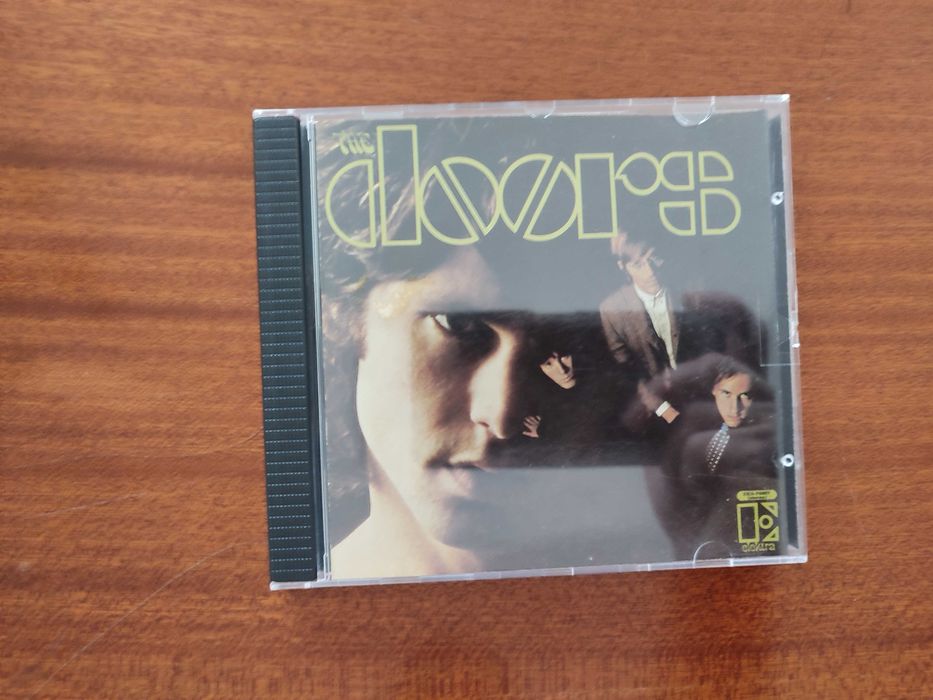 THE
doors
elektra